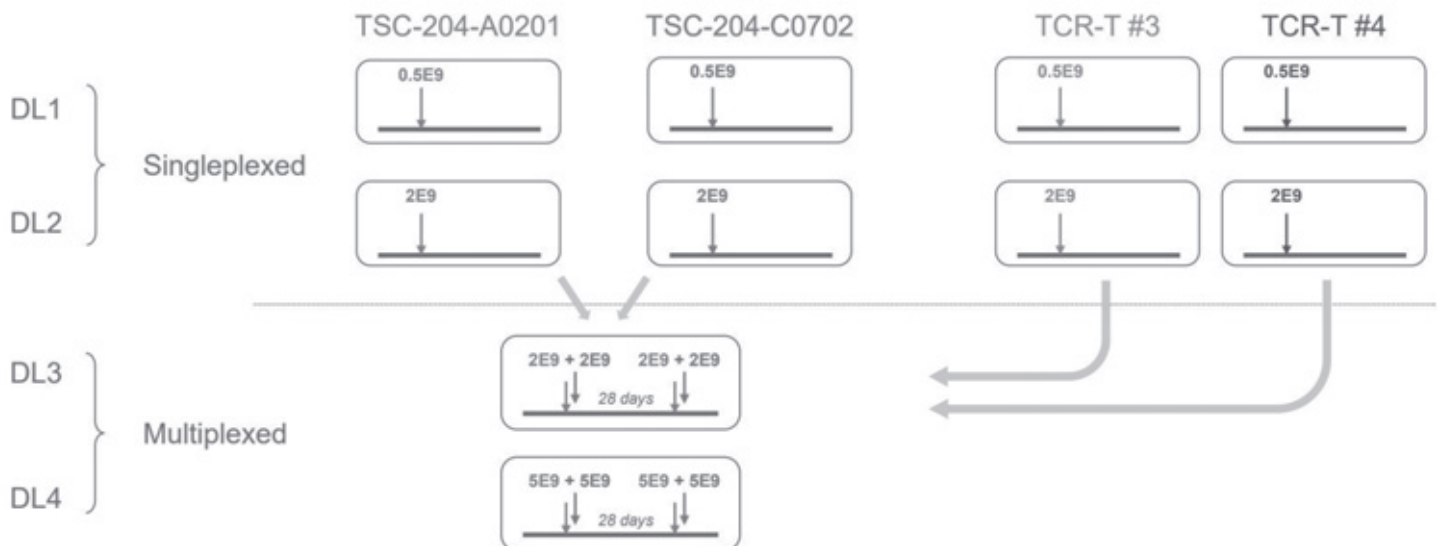 TSC-204-A0201 TSC-204-C0702 TCR-T #3 TCR-T #4
DL1 0.5E9 0.5E9 0.5E9 0.5E9
Singleplexed
DL2 2E9 2E9 2E9 2E9
DL3 2E9 + 2E9 2E9 + 2E9
28 days
Multiplexed
DL4 5E9 + 5E9 5E9 + 5E9
28 days